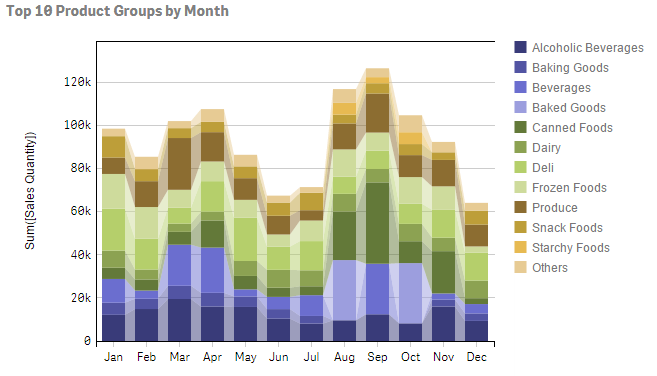 Top 10 Product Groups by Month
Sum([Sales Quantity])
120k
100k
80k
60k
40k
20k
0
Jan Feb Mar Apr May Jun Jul Aug Sep Oct Nov Dec
Alcoholic Beverages
Baking Goods
Beverages
Baked Goods
Canned Foods
Dairy
Deli
Frozen Foods
Produce
Snack Foods
Starchy Foods
Others